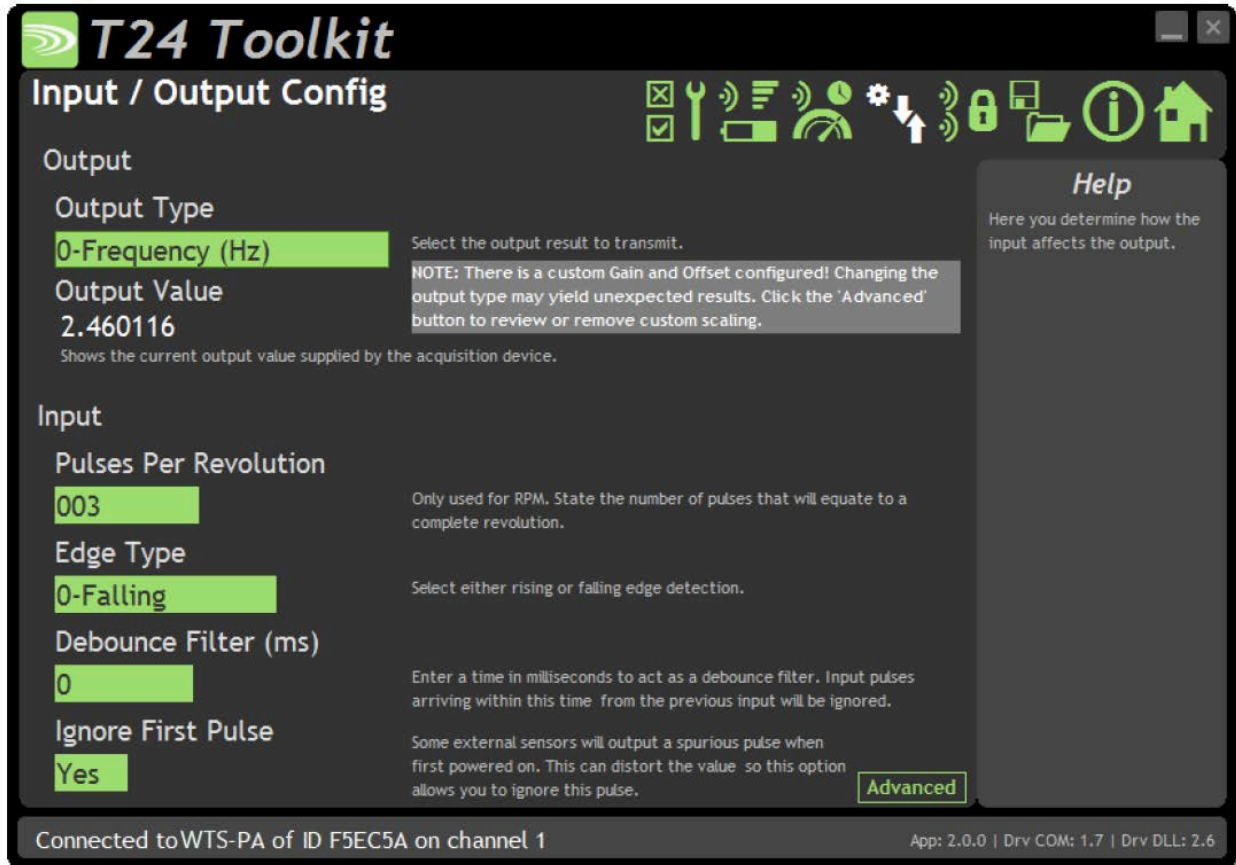 T24 Toolkit
Input / Output Config
Output
Output Type
0-Frequency (Hz)
Select the output result to transmit.
NOTE: There is a custom Gain and Offset configured! Changing the
output type may yield unexpected results. Click the 'Advanced'
button to review or remove custom scaling.
Output Value
2.460116
Shows the current output value supplied by the acquisition device.
Input
Pulses Per Revolution
003
Only used for RPM. State the number of pulses that will equate to a
complete revolution.
Edge Type
0-Falling
Select either rising or falling edge detection.
Debounce Filter (ms)
0
Enter a time in milliseconds to act as a debounce filter. Input pulses
arriving within this time from the previous input will be ignored.
Ignore First Pulse
Yes
Some external sensors will output a spurious pulse when
first powered on. This can distort the value so this option
allows you to ignore this pulse.
Advanced
Help
Here you determine how the
input affects the output.
Connected to WTS-PA of ID F5EC5A on channel 1
App: 2.0.0 | Drv COM: 1.7 | Drv DLL: 2.6